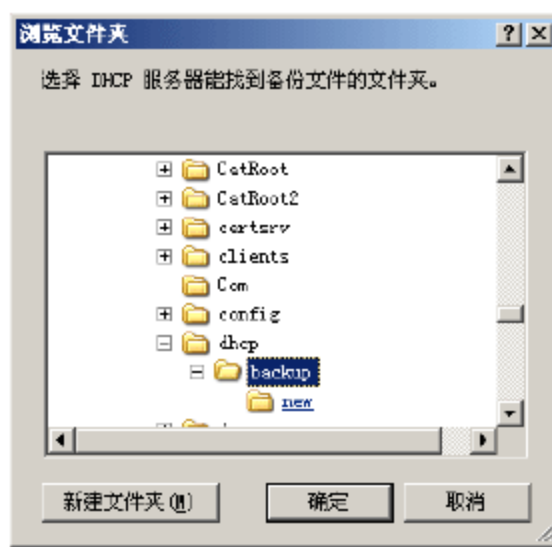 浏览文件夹
选择 DHCP 服务器能找到备份文件的文件夹。
CatRoot
CatRoot2
certsrv
clients
Com
config
dhcp
backup
new
新建文件夹(M)
确定
取消